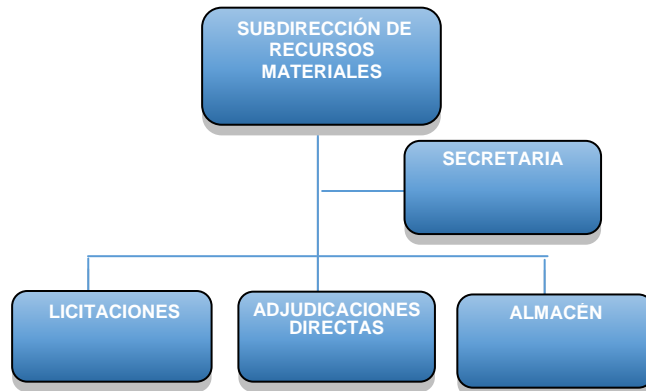 SUBDIRECCIÓN DE
RECURSOS
MATERIALES
SECRETARIA
LICITACIONES
ADJUDICACIONES
DIRECTAS
ALMACÉN